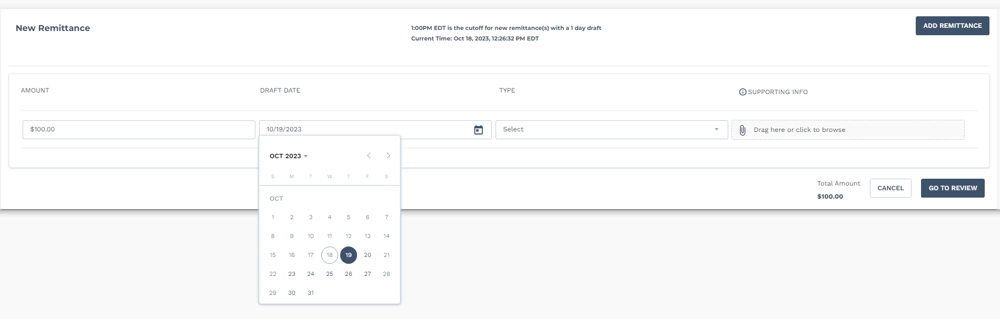 New Remittance
1:00PM EDT is the cutoff for new remittance(s) with a 1 day draft
Current Time: Oct 18, 2023, 12:26:32 PM EDT
ADD REMITTANCE
AMOUNT DRAFT DATE TYPE SUPPORTING INFO
$100.00 10/19/2023 Select Drag here or click to browse
OCT 2023
S M T W T F S
OCT
1 2 3 4 5 6 7
8 9 10 11 12 13 14
15 16 17 18 19 20 21
22 23 24 25 26 27 28
29 30 31
Total Amount
$100.00
CANCEL
GO TO REVIEW